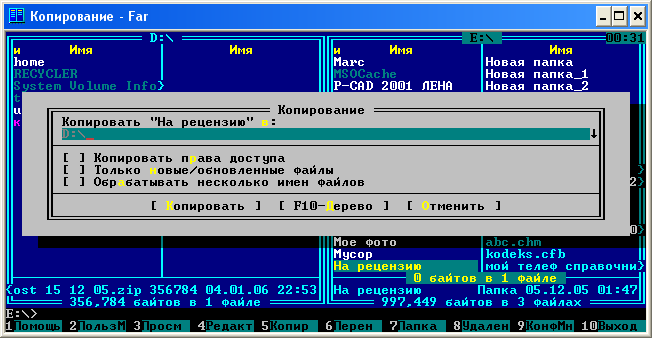 Копирование - Far
D:\ E:\ 00:31
и Имя Имя и Имя Имя
home Marc Новая папка
RECYCLER MSOCache Новая папка_1
System Volume Info} P-CAD 2001 ЛЕНА Новая папка_2
Копирование
Копировать "На рецензию" в:
D:\
[ ] Копировать права доступа
[ ] Только новые/обновленные файлы
[ ] Обрабатывать несколько имен файлов
[ Копировать ] [ F10-Дерево ] [ Отменить ]
Мое фото abc.chm
Мусор kodeks.cfb
На рецензию мой телеф справочни}
0 байтов в 1 файле
{ost 15 12 05.zip 356784 04.01.06 22:53 На рецензию Папка 05.12.05 01:47
356,784 байтов в 1 файле 997,449 байтов в 3 файлах
E:\>
1Помощь 2ПользМ 3Просм 4Редакт 5Копир 6Перен 7Папка 8Удален 9КонфМн 10Выход